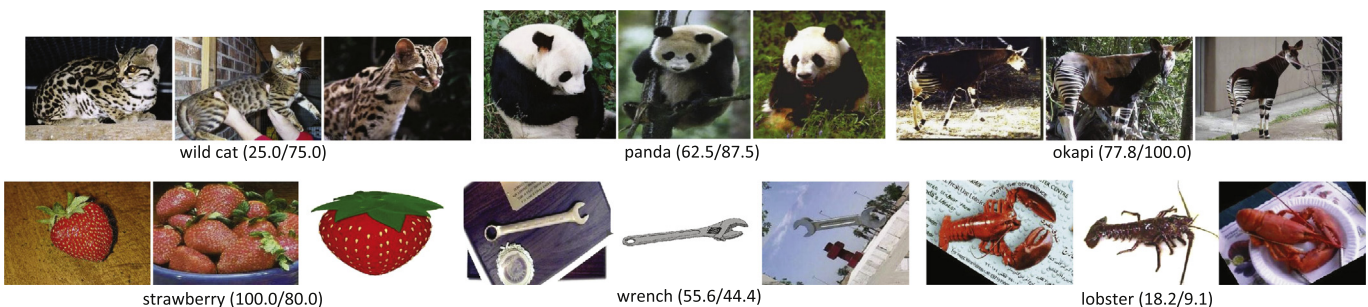 wild cat (25.0/75.0)
panda (62.5/87.5)
okapi (77.8/100.0)
strawberry (100.0/80.0)
wrench (55.6/44.4)
lobster (18.2/9.1)